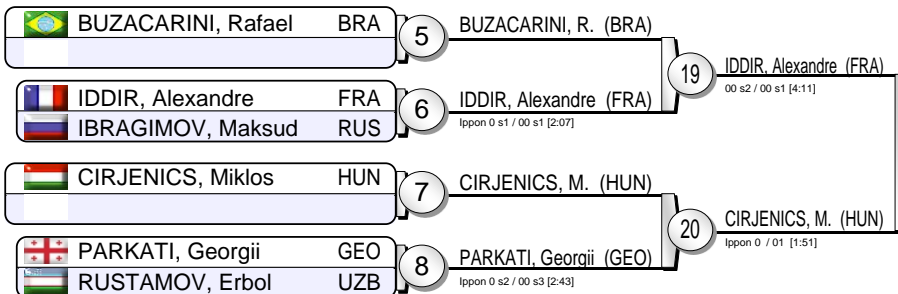 BUZACARINI, Rafael BRA
5
BUZACARINI, R. (BRA)
19
IDDIR, Alexandre (FRA)
00 s2 / 00 s1 [4:11]
IDDIR, Alexandre FRA
IBRAGIMOV, Maksud RUS
6
IDDIR, Alexandre (FRA)
Ippon 0 s1 / 00 s1 [2:07]
CIRJENICS, Miklos HUN
7
CIRJENICS, M. (HUN)
20
CIRJENICS, M. (HUN)
Ippon 0 / 01 [1:51]
PARKATI, Georgii GEO
RUSTAMOV, Erbol UZB
8
PARKATI, Georgii (GEO)
Ippon 0 s2 / 00 s3 [2:43]